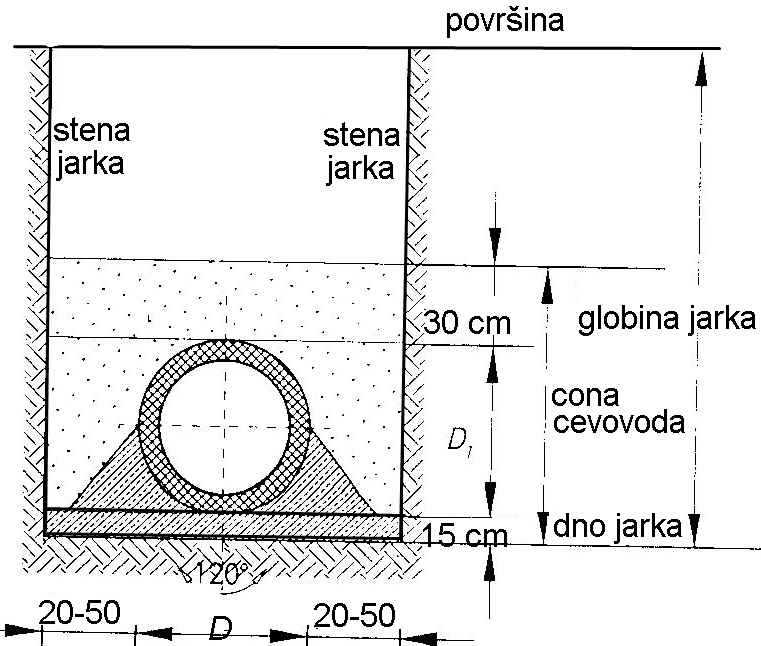 površina
stena
jarka
stena
jarka
30 cm
globina jarka
cona
cevovoda
D₁
15 cm
dno jarka
120°
20-50
D
20-50